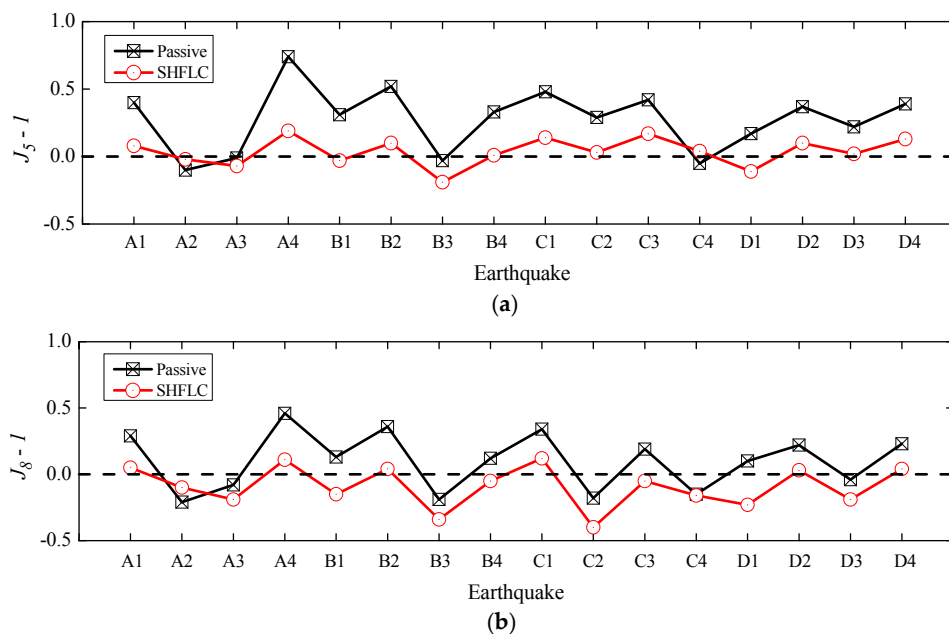 (a)
1.0
0.5
0.0
-0.5
J5 - 1
Passive
SHFLC
A1 A2 A3 A4 B1 B2 B3 B4 C1 C2 C3 C4 D1 D2 D3 D4
Earthquake
(a)
1.0
0.5
0.0
-0.5
J8 - 1
Passive
SHFLC
A1 A2 A3 A4 B1 B2 B3 B4 C1 C2 C3 C4 D1 D2 D3 D4
Earthquake
(b)